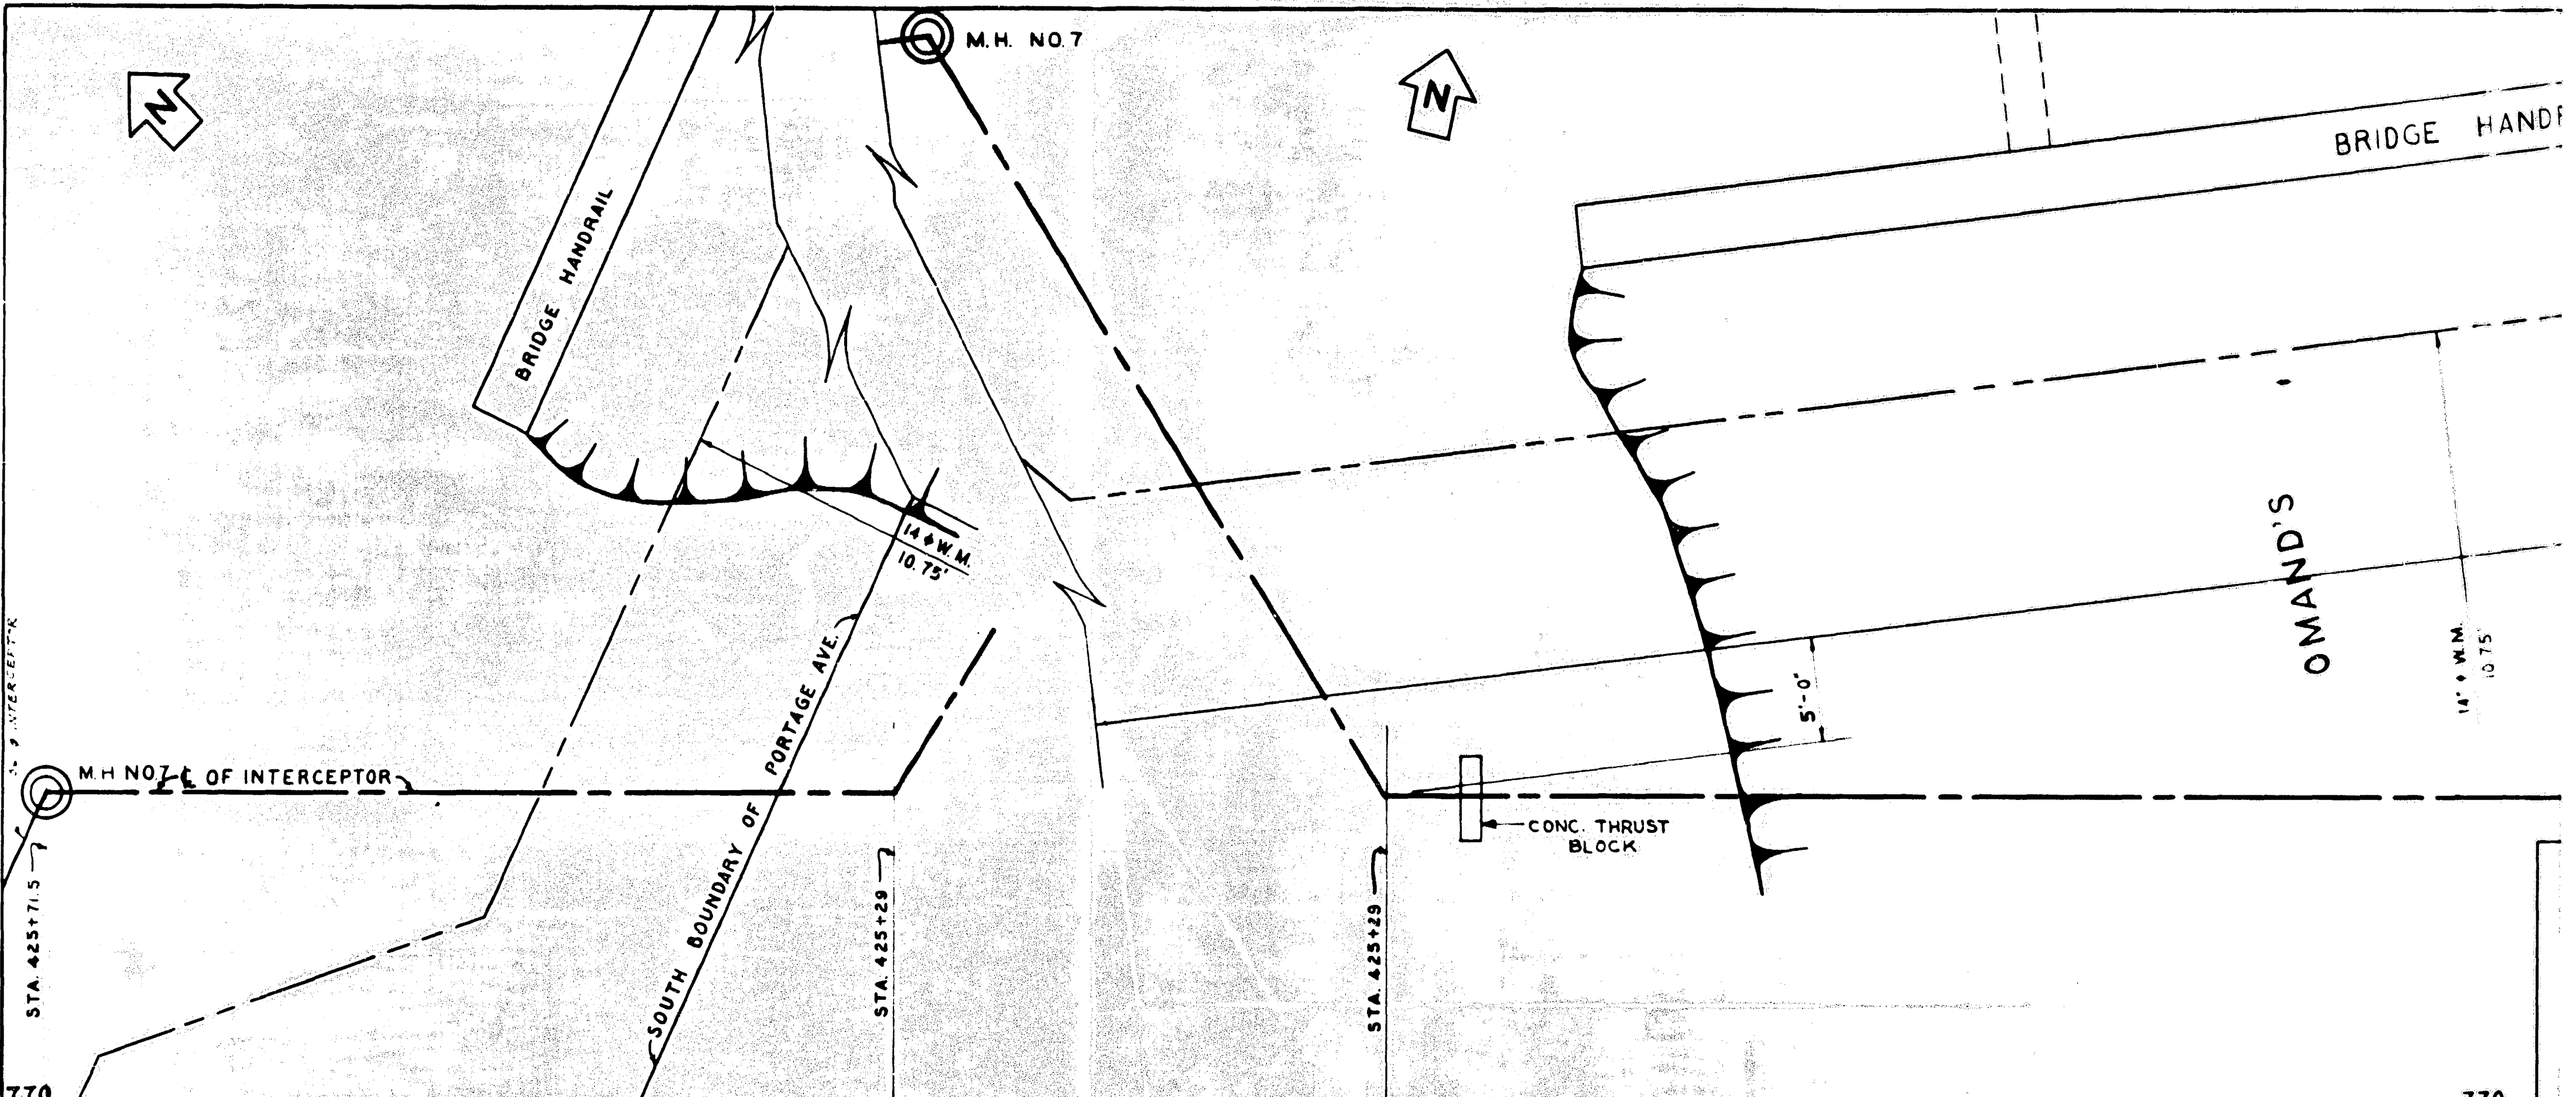 M.H. NO. 7
N
N
BRIDGE HANDR
BRIDGE HANDRAIL
14 ⌀ W.M.
10.75'
OMAND'S
14" ⌀ W.M.
10.75'
5'-0"
M.H NO.7
℄ OF INTERCEPTOR
INTERCEPTOR
SOUTH BOUNDARY OF PORTAGE AVE.
CONC. THRUST
BLOCK
STA. 425+71.5
STA. 425+29
STA. 425+29
770
770